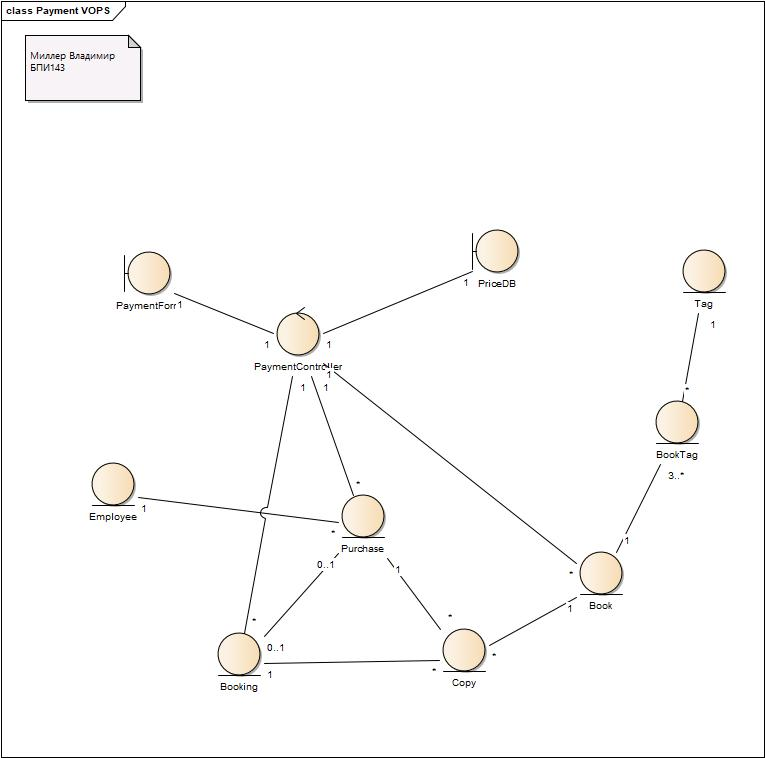 class Payment VOPS
Миллер Владимир
БПИ143
PriceDB
1
Tag
1
PaymentForm
1
1
1
PaymentController
1
1
1
*
BookTag
3..*
*
Employee
1
*
Purchase
1
0..1
1
*
Book
1
*
*
0..1
*
Booking
1
*
Copy